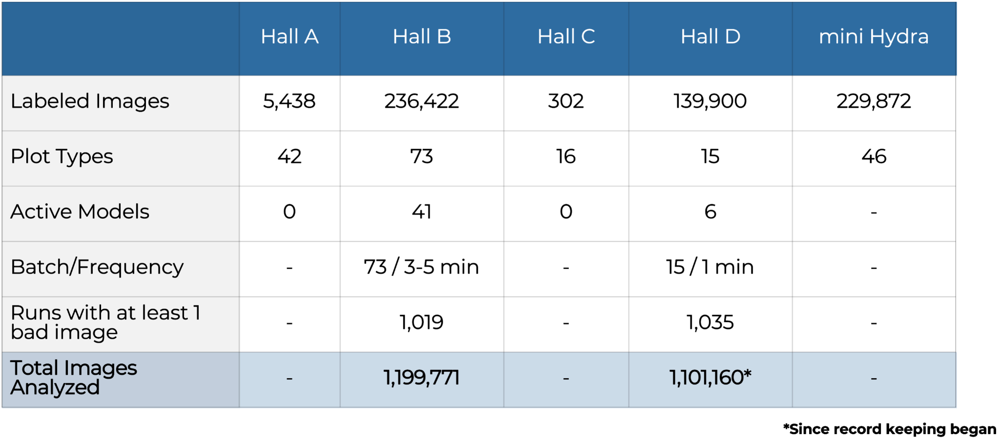 Hall A Hall B Hall C Hall D mini Hydra
Labeled Images 5,438 236,422 302 139,900 229,872
Plot Types 42 73 16 15 46
Active Models 0 41 0 6 -
Batch/Frequency - 73 / 3-5 min - 15 / 1 min -
Runs with at least 1
bad image - 1,019 - 1,035 -
Total Images
Analyzed - 1,199,771 - 1,101,160* -
*Since record keeping began